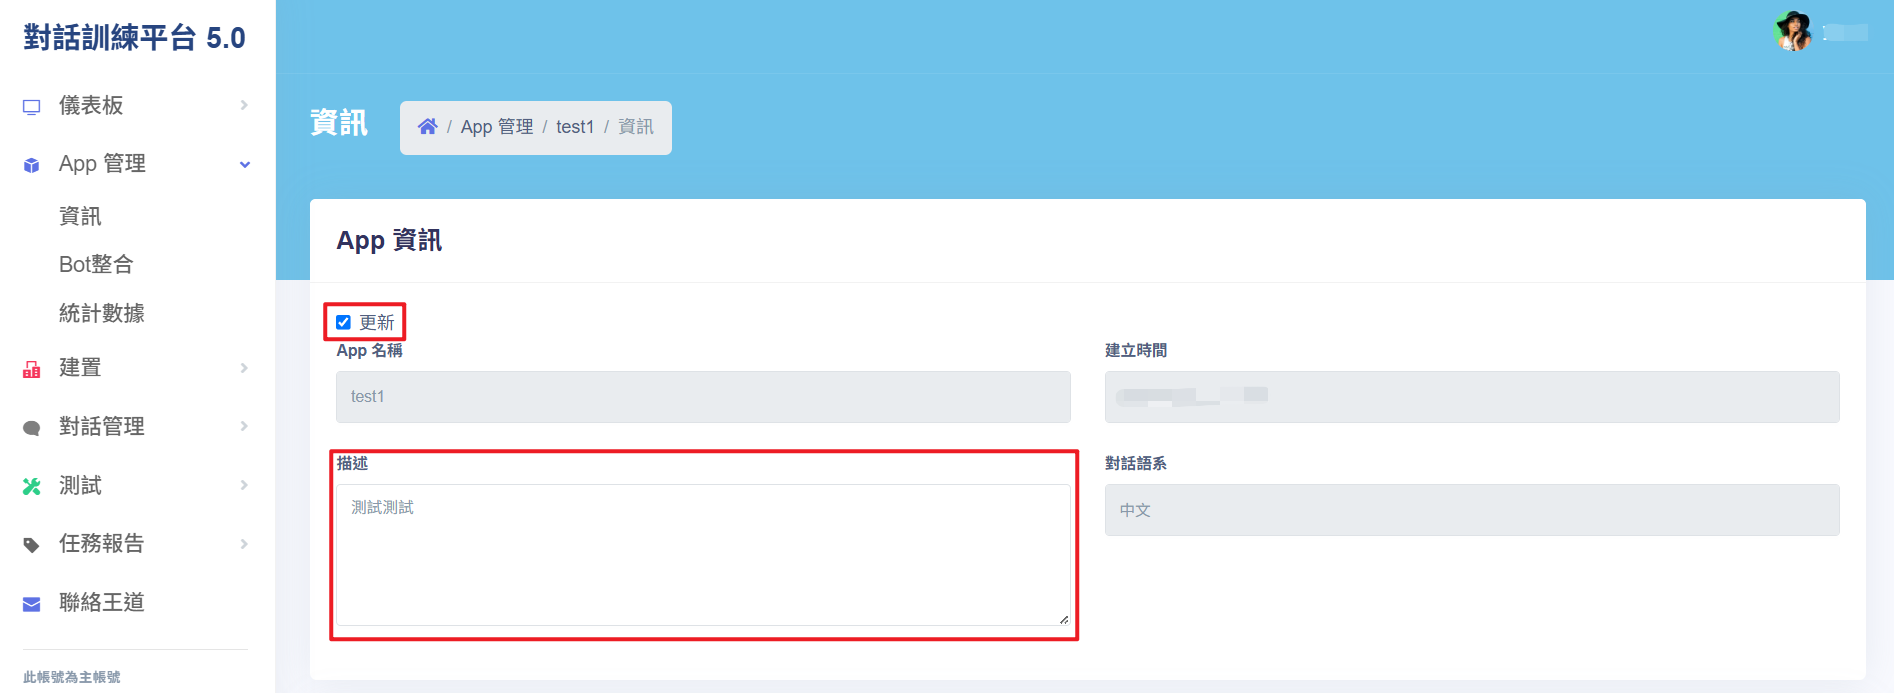 對話訓練平台 5.0
儀表板
App 管理
資訊
Bot整合
統計數據
建置
對話管理
測試
任務報告
聯絡王道
此帳號為主帳號
資訊
/ App 管理 / test1 / 資訊
App 資訊
更新
App 名稱
test1
建立時間
描述
測試測試
對話語系
中文